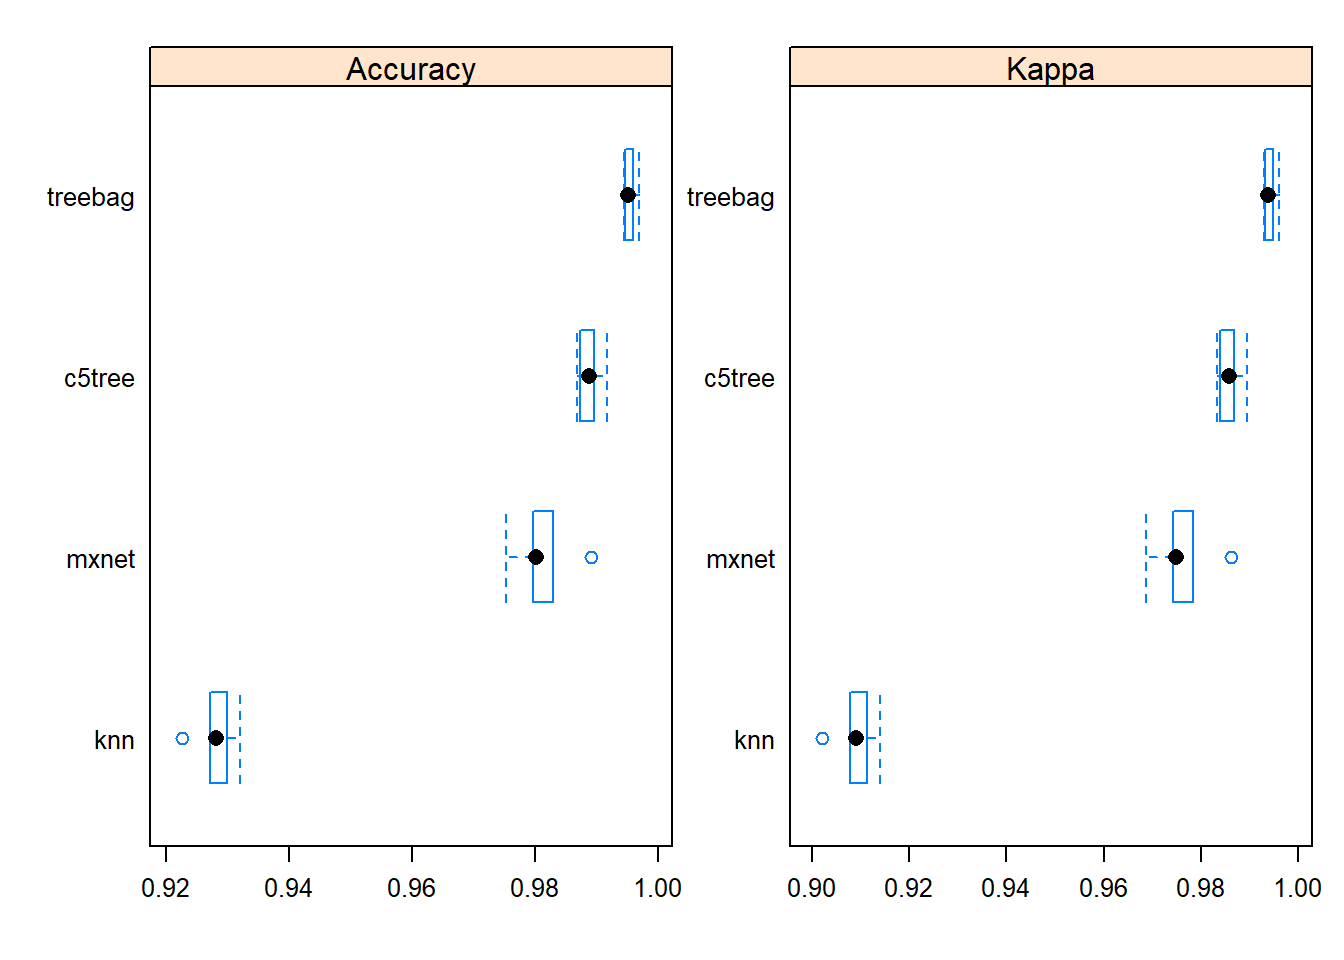 Accuracy
treebag
c5tree
mxnet
knn
0.92 0.94 0.96 0.98 1.00
Kappa
treebag
c5tree
mxnet
knn
0.90 0.92 0.94 0.96 0.98 1.00